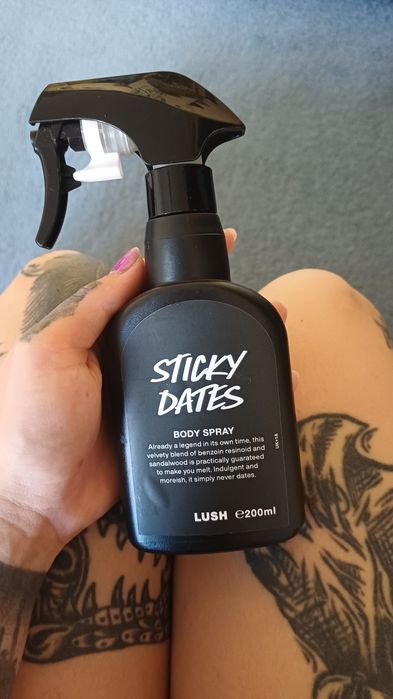 STICKY
DATES
BODY SPRAY
Already a legend in its own time, this
velvety blend of benzoin resinoid and
sandalwood is practically guaranteed
to make you melt. Indulgent and
moreish, it simply never dates.
LUSH ℮200ml